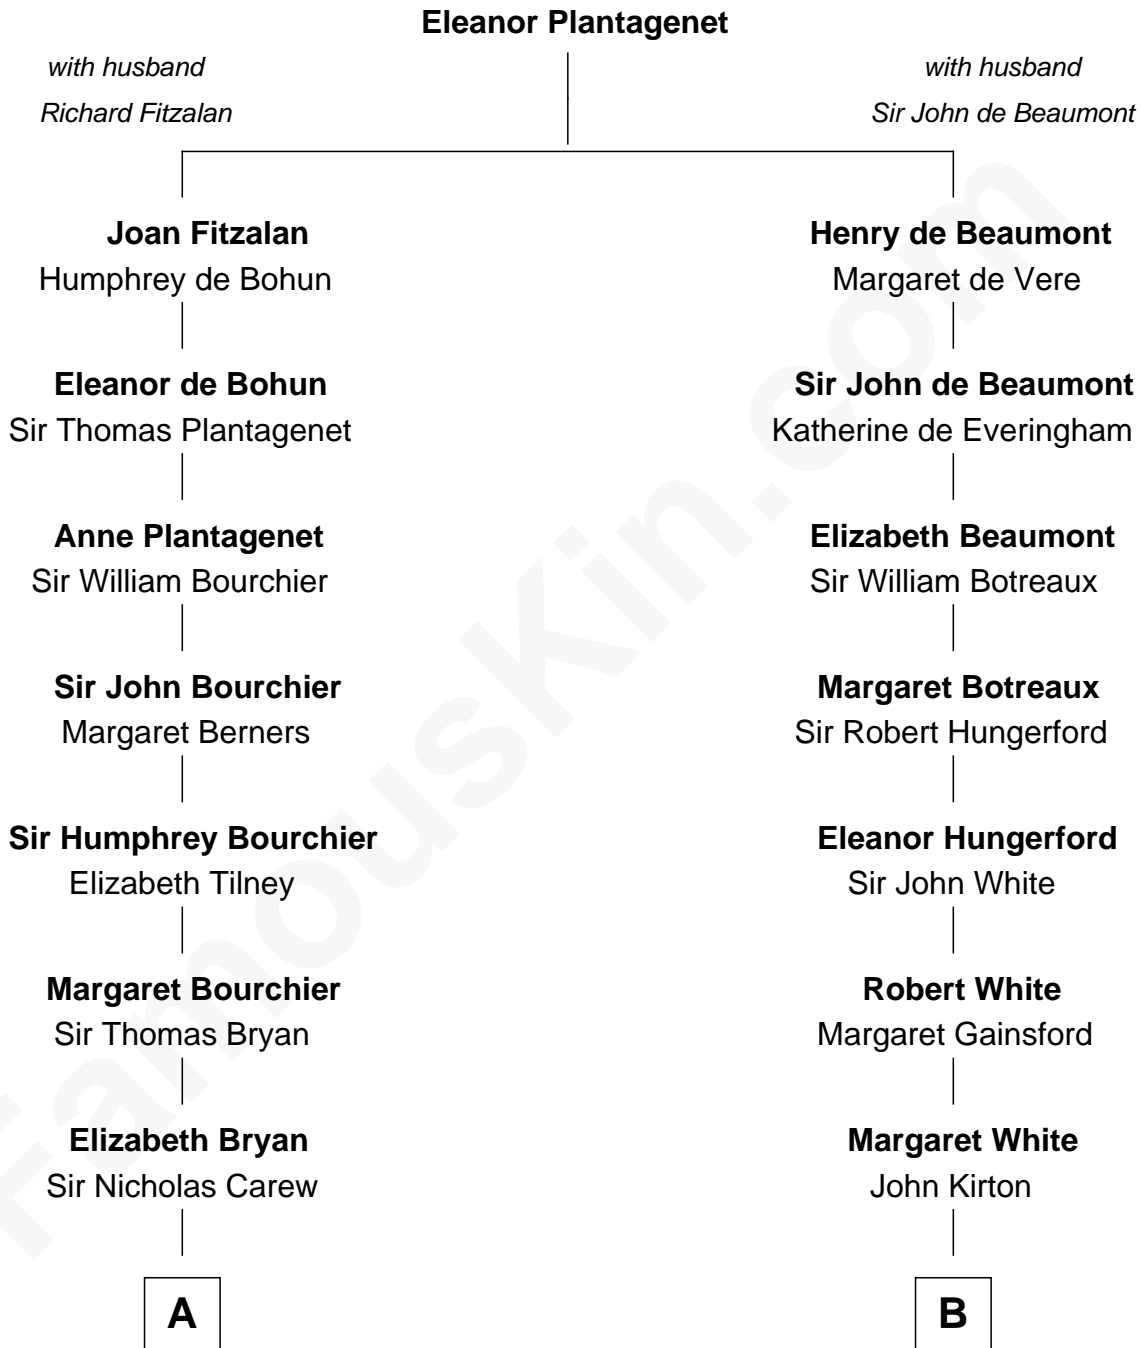 Eleanor Plantagenet
with husband
Richard Fitzalan
with husband
Sir John de Beaumont
Joan Fitzalan
Humphrey de Bohun
Henry de Beaumont
Margaret de Vere
Eleanor de Bohun
Sir Thomas Plantagenet
Sir John de Beaumont
Katherine de Everingham
Anne Plantagenet
Sir William Bourchier
Elizabeth Beaumont
Sir William Botreaux
Sir John Bourchier
Margaret Berners
Margaret Botreaux
Sir Robert Hungerford
Sir Humphrey Bourchier
Elizabeth Tilney
Eleanor Hungerford
Sir John White
Margaret Bourchier
Sir Thomas Bryan
Robert White
Margaret Gainsford
Elizabeth Bryan
Sir Nicholas Carew
Margaret White
John Kirton
A
B
FamousKin.com